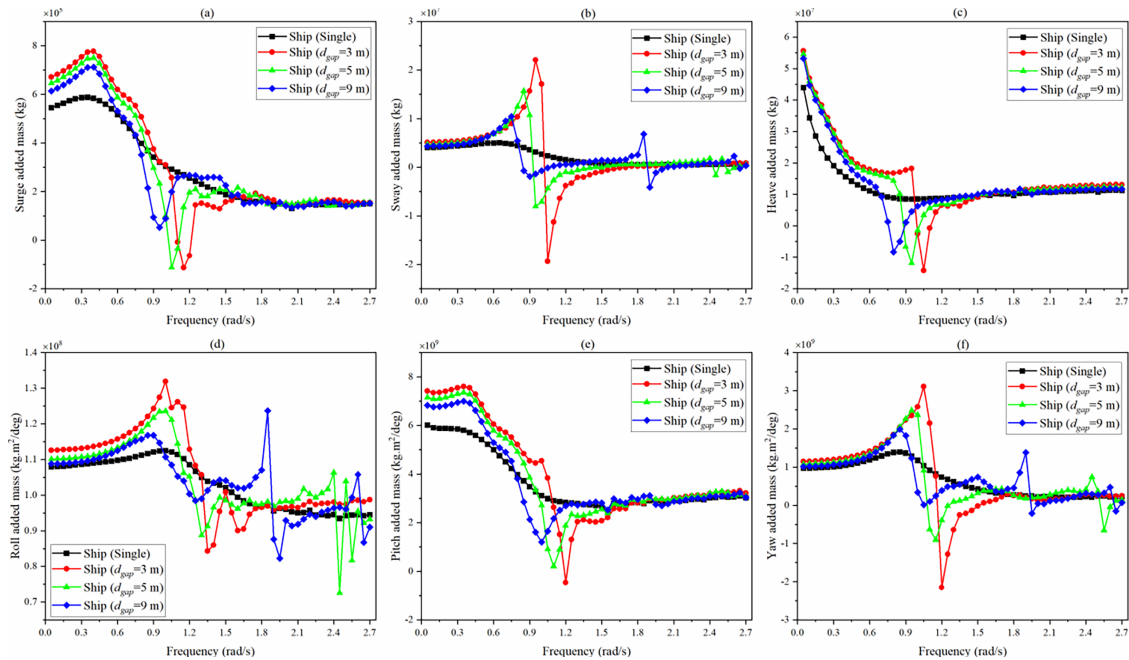 (a)
×10⁵
8
6
4
2
0
-2
Surge added mass (kg)
Ship (Single)
Ship (dgap=3 m)
Ship (dgap=5 m)
Ship (dgap=9 m)
0.0 0.3 0.6 0.9 1.2 1.5 1.8 2.1 2.4 2.7
Frequency (rad/s)
(b)
×10⁷
3
2
1
0
-1
-2
Sway added mass (kg)
Ship (Single)
Ship (dgap=3 m)
Ship (dgap=5 m)
Ship (dgap=9 m)
0.0 0.3 0.6 0.9 1.2 1.5 1.8 2.1 2.4 2.7
Frequency (rad/s)
(c)
×10⁷
6
5
4
3
2
1
0
-1
-2
Heave added mass (kg)
Ship (Single)
Ship (dgap=3 m)
Ship (dgap=5 m)
Ship (dgap=9 m)
0.0 0.3 0.6 0.9 1.2 1.5 1.8 2.1 2.4 2.7
Frequency (rad/s)
(d)
×10⁸
1.4
1.3
1.2
1.1
1.0
0.9
0.8
0.7
Roll added mass (kg.m²/deg)
Ship (Single)
Ship (dgap=3 m)
Ship (dgap=5 m)
Ship (dgap=9 m)
0.0 0.3 0.6 0.9 1.2 1.5 1.8 2.1 2.4 2.7
Frequency (rad/s)
(e)
×10⁹
9
8
7
6
5
4
3
2
1
0
-1
Pitch added mass (kg.m²/deg)
Ship (Single)
Ship (dgap=3 m)
Ship (dgap=5 m)
Ship (dgap=9 m)
0.0 0.3 0.6 0.9 1.2 1.5 1.8 2.1 2.4 2.7
Frequency (rad/s)
(f)
×10⁹
4
3
2
1
0
-1
-2
-3
Yaw added mass (kg.m²/deg)
Ship (Single)
Ship (dgap=3 m)
Ship (dgap=5 m)
Ship (dgap=9 m)
0.0 0.3 0.6 0.9 1.2 1.5 1.8 2.1 2.4 2.7
Frequency (rad/s)